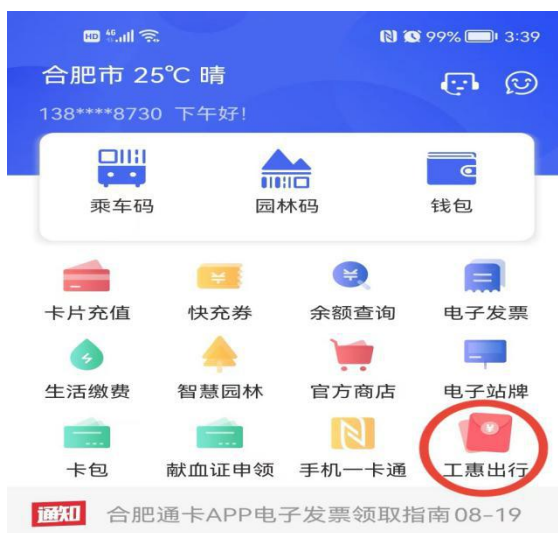 HD 4G 99% 3:39
合肥市 25℃ 晴
138****8730 下午好!
乘车码 园林码 钱包
卡片充值 快充券 余额查询 电子发票
生活缴费 智慧园林 官方商店 电子站牌
卡包 献血证申领 手机一卡通 工惠出行
通知 合肥通卡APP电子发票领取指南 08-19